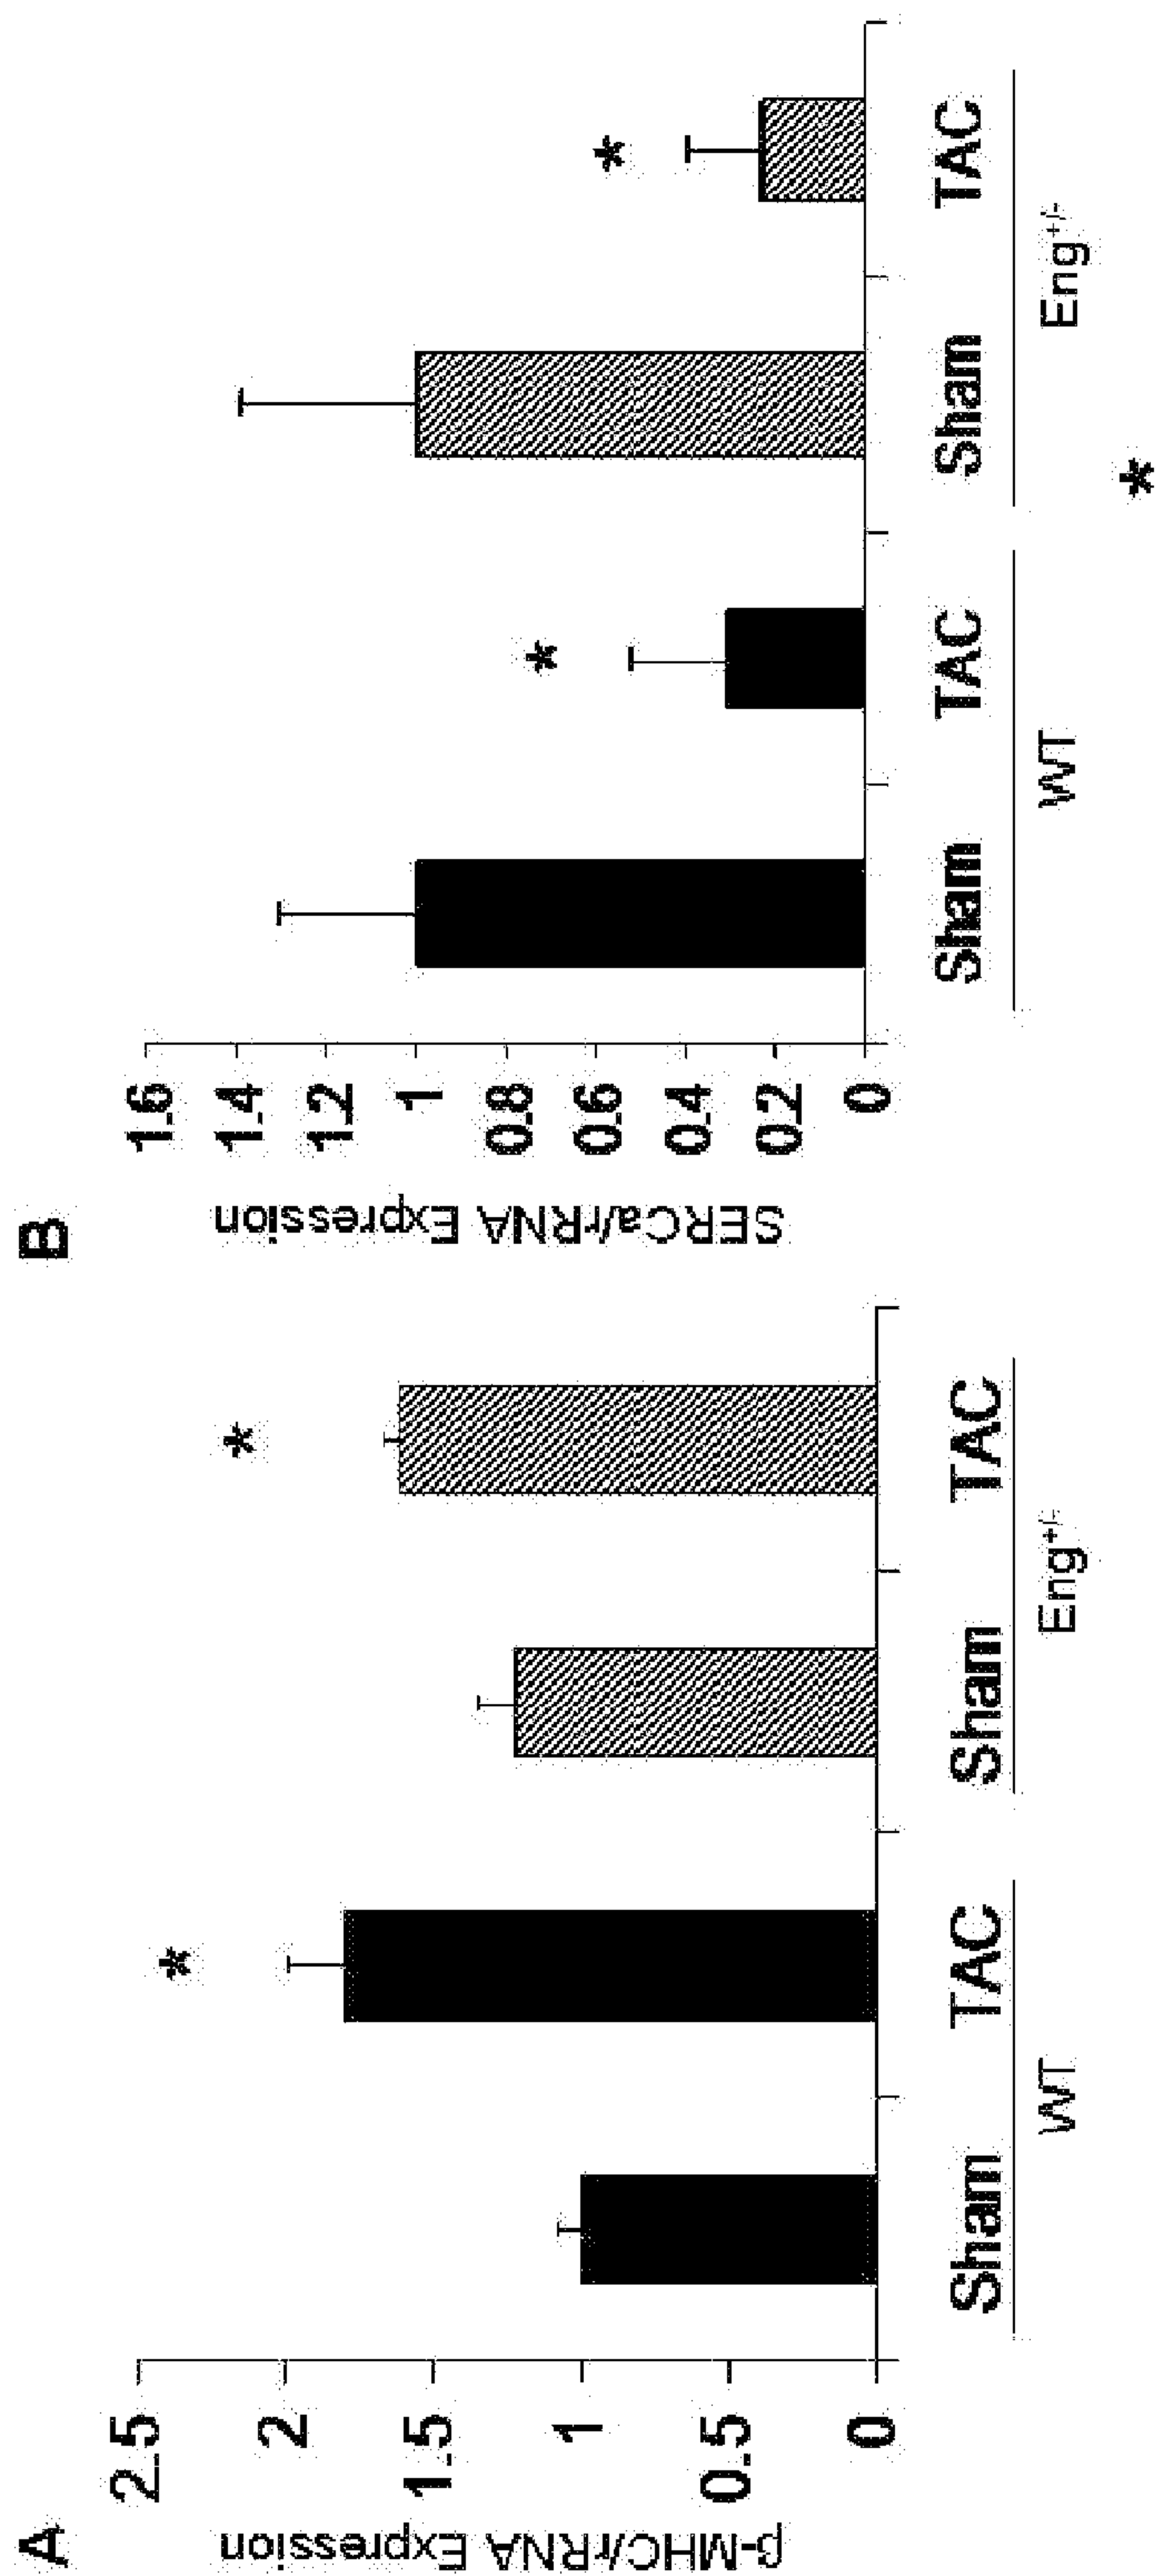 A
β-MHC/rRNA Expression
2.5
2
1.5
1
0.5
0
Sham TAC Sham TAC
WT Eng+/-
* *
B
SERCa/rRNA Expression
1.6
1.4
1.2
1
0.8
0.6
0.4
0.2
0
Sham TAC Sham TAC
WT Eng+/-
* *
*